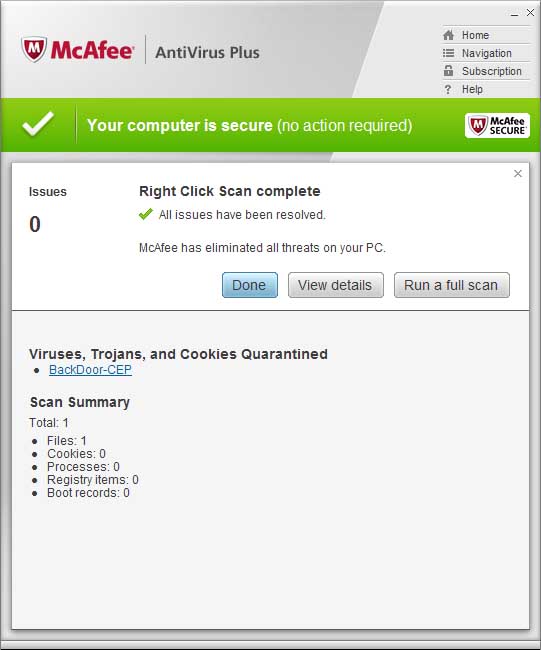 McAfee AntiVirus Plus
Home
Navigation
Subscription
? Help
Your computer is secure (no action required)
McAfee
SECURE
Issues
0
Right Click Scan complete
All issues have been resolved.
McAfee has eliminated all threats on your PC.
Done View details Run a full scan
Viruses, Trojans, and Cookies Quarantined
• BackDoor-CEP
Scan Summary
Total: 1
• Files: 1
• Cookies: 0
• Processes: 0
• Registry items: 0
• Boot records: 0